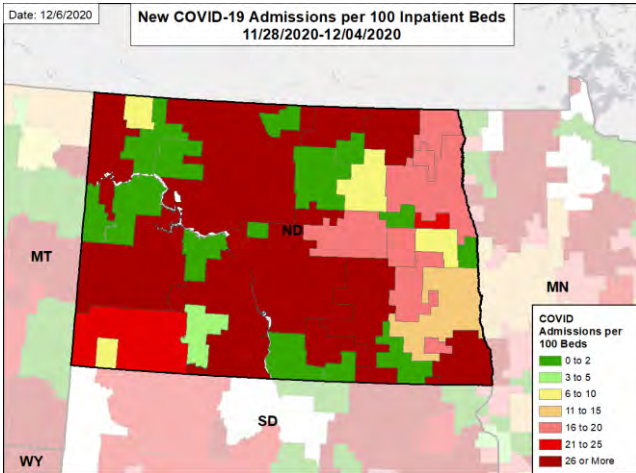 Date: 12/6/2020
New COVID-19 Admissions per 100 Inpatient Beds
11/28/2020-12/04/2020
ND
MT
MN
SD
WY
COVID
Admissions per
100 Beds
0 to 2
3 to 5
6 to 10
11 to 15
16 to 20
21 to 25
26 or More